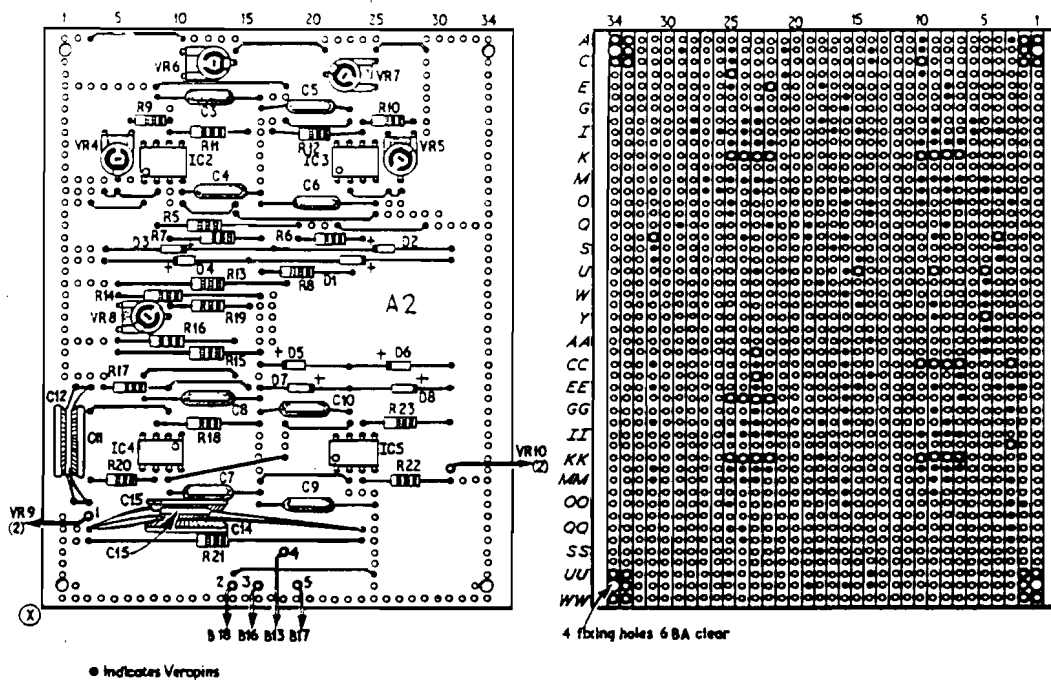 1 5 10 15 20 25 30 34
34 25 20 15 10 5 1
VR6
VR7
C3
C5
R9
R10
R11
R12
VR4
IC2
IC3
VR5
C4
C6
R5
R7
R6
D3
D2
D4
R13
R8
D1
R14
R19
A2
VR8
R16
R15
D5
D6
R17
D7
D8
C12
C8
C10
R23
C11
R18
IC4
IC5
VR10
(2)
R20
R22
C7
C15
C9
VR9
(2)
1
C14
C15
R21
4
2 3 5
X
B18 B16 B13 B17
Indicates Veropins
A
C
E
G
I
K
M
O
Q
S
U
W
Y
AA
CC
EE
GG
II
KK
MM
OO
QQ
SS
UU
WW
4 fixing holes 6BA clear